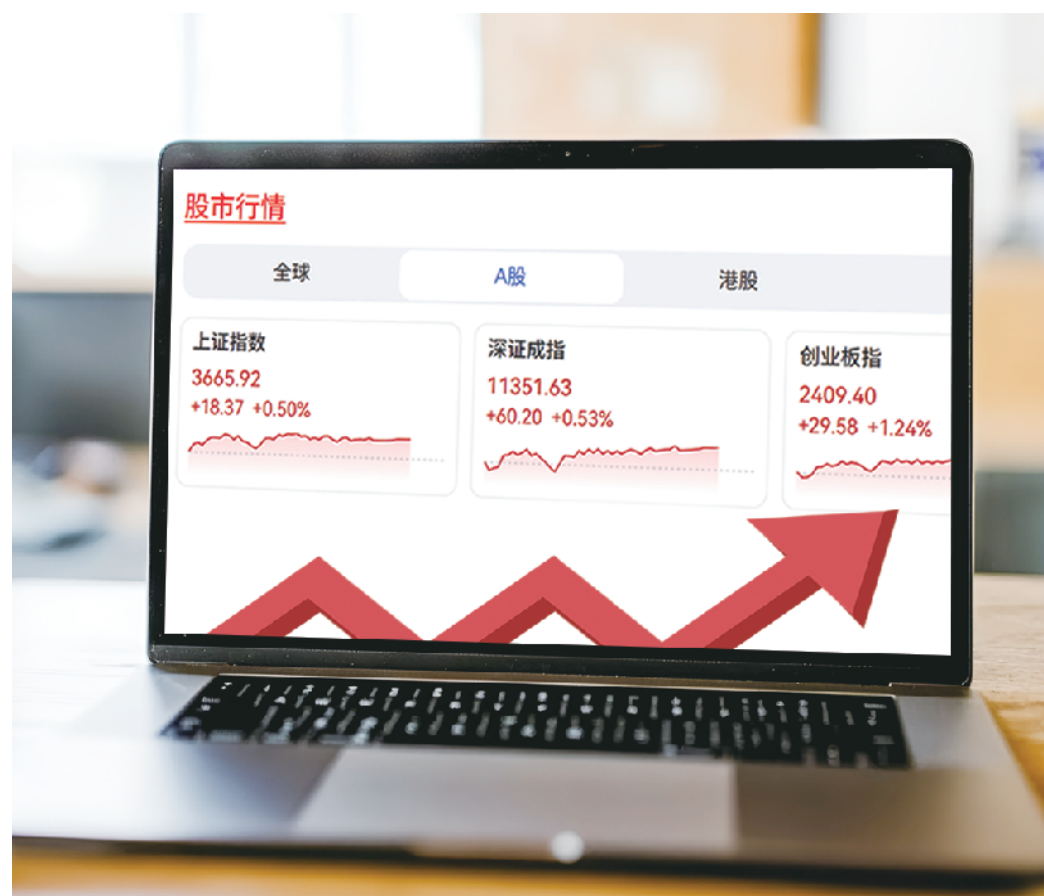 股市行情
全球 A股 港股
上证指数
3665.92
+18.37 +0.50%
深证成指
11351.63
+60.20 +0.53%
创业板指
2409.40
+29.58 +1.24%